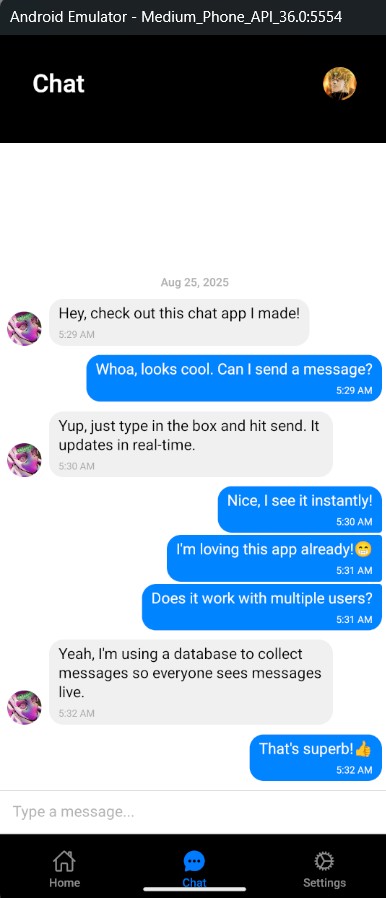 Android Emulator - Medium_Phone_API_36.0:5554
Chat
Aug 25, 2025
Hey, check out this chat app I made!
5:29 AM
Whoa, looks cool. Can I send a message?
5:29 AM
Yup, just type in the box and hit send. It
updates in real-time.
5:30 AM
Nice, I see it instantly!
5:30 AM
I'm loving this app already!😁
5:31 AM
Does it work with multiple users?
5:31 AM
Yeah, I'm using a database to collect
messages so everyone sees messages
live.
5:32 AM
That's superb!👍
5:32 AM
Type a message...
Home
Chat
Settings